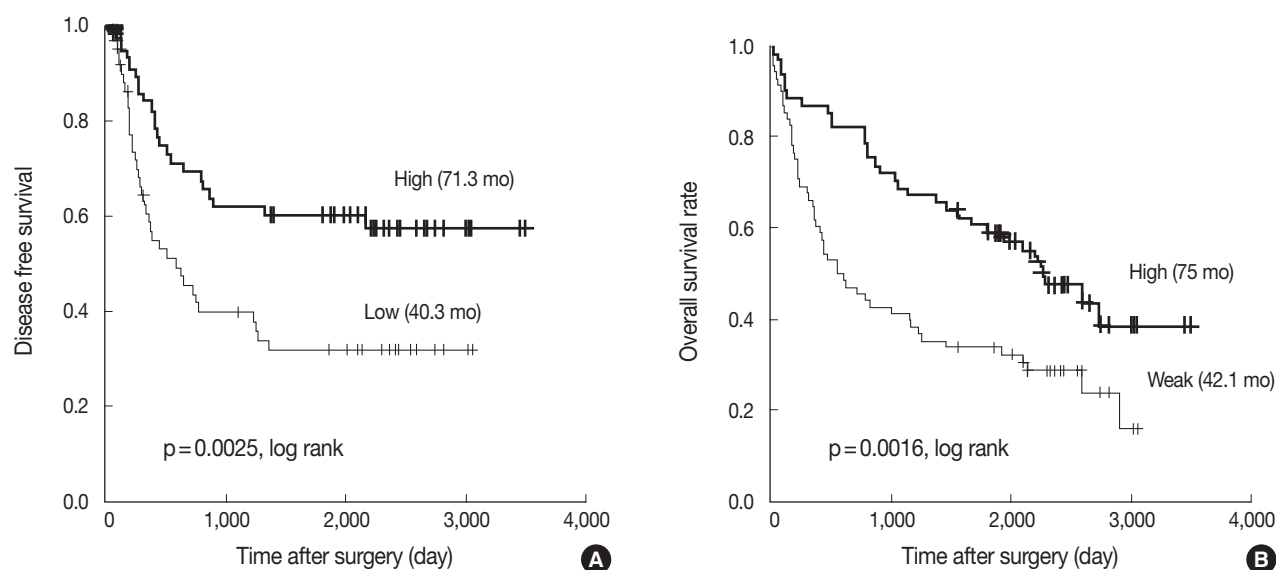 1.0
0.8
0.6
0.4
0.2
0.0
Disease free survival
High (71.3 mo)
Low (40.3 mo)
p=0.0025, log rank
0 1,000 2,000 3,000 4,000
Time after surgery (day)
A
1.0
0.8
0.6
0.4
0.2
0.0
Overall survival rate
High (75 mo)
Weak (42.1 mo)
p=0.0016, log rank
0 1,000 2,000 3,000 4,000
Time after surgery (day)
B